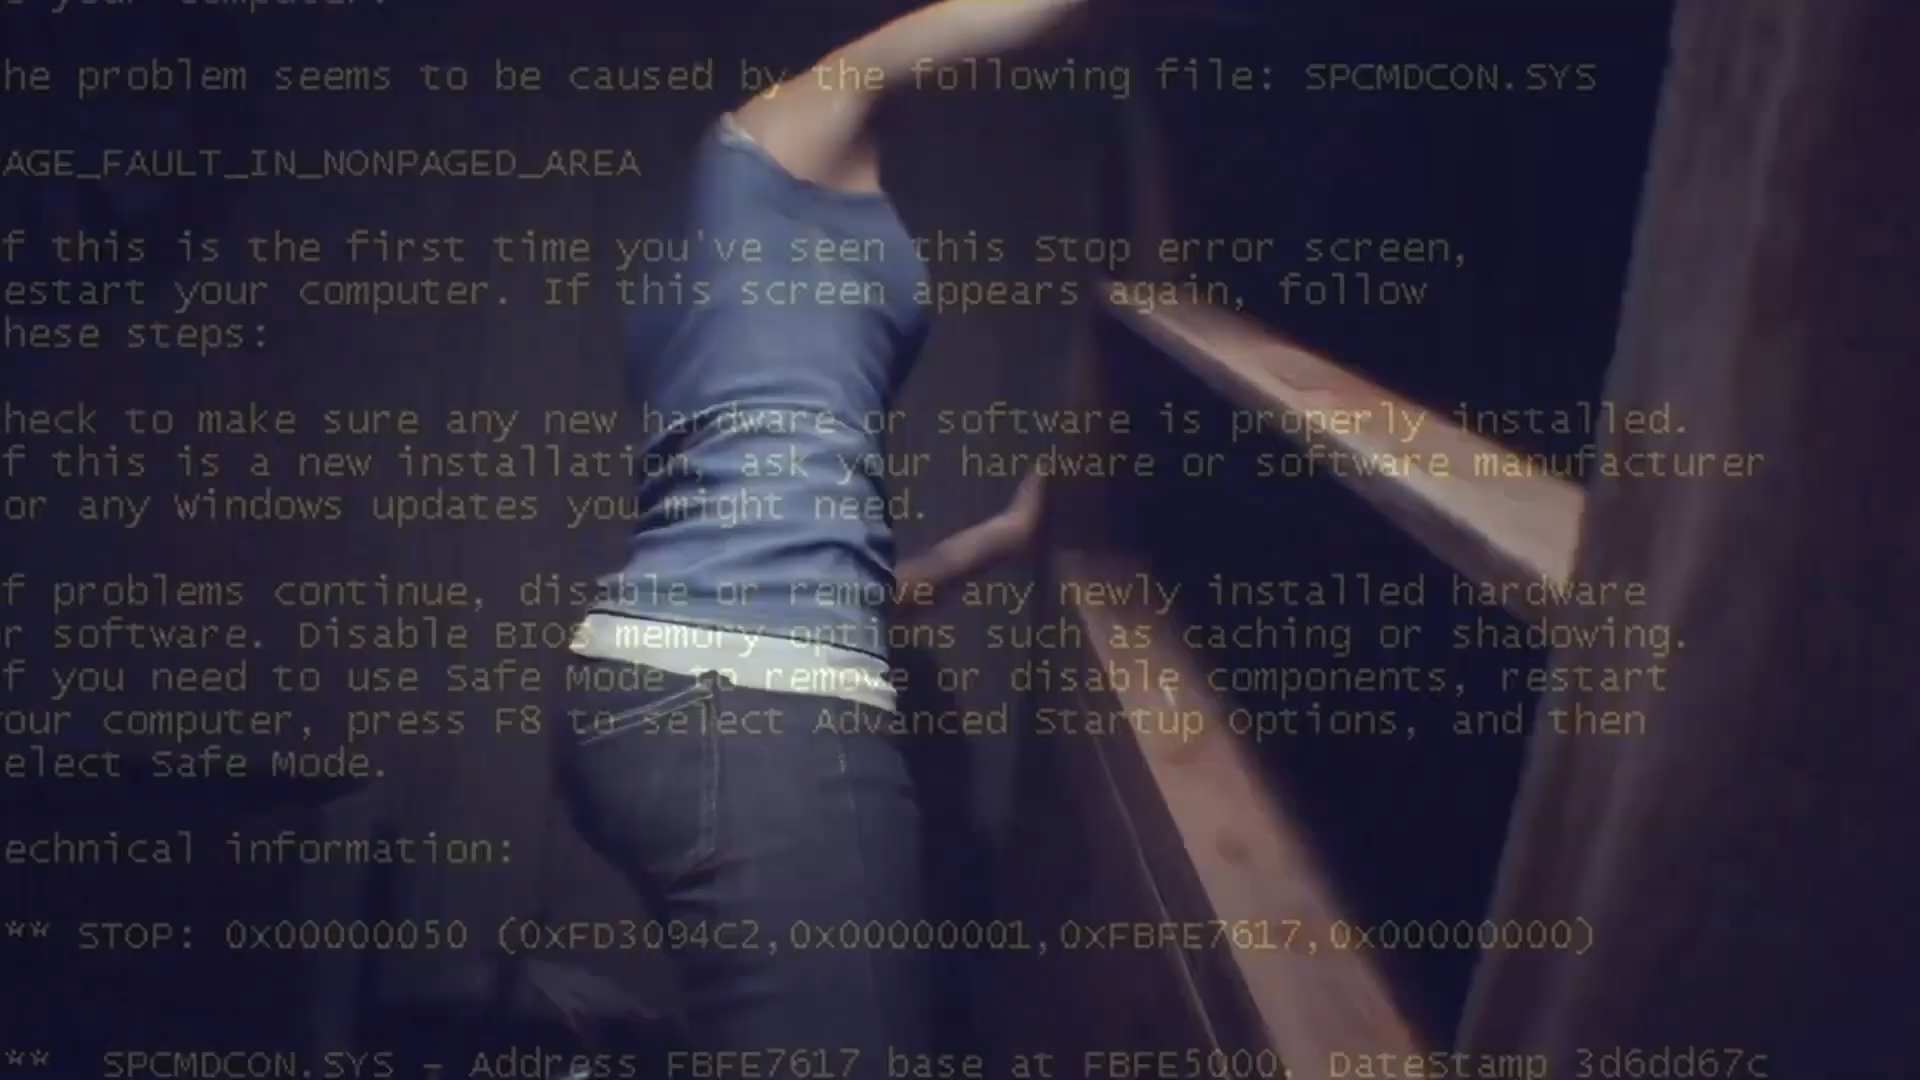 s your computer.
he problem seems to be caused by the following file: SPCMDCON.SYS
AGE_FAULT_IN_NONPAGED_AREA
f this is the first time you've seen this Stop error screen,
estart your computer. If this screen appears again, follow
hese steps:
heck to make sure any new hardware or software is properly installed.
f this is a new installation, ask your hardware or software manufacturer
or any Windows updates you might need.
f problems continue, disable or remove any newly installed hardware
r software. Disable BIOS memory options such as caching or shadowing.
f you need to use Safe Mode to remove or disable components, restart
our computer, press F8 to select Advanced Startup Options, and then
elect Safe Mode.
echnical information:
** STOP: 0x00000050 (0xFD3094C2,0x00000001,0xFBFE7617,0x00000000)
** SPCMDCON.SYS - Address FBFE7617 base at FBFE5000, DateStamp 3d6dd67c